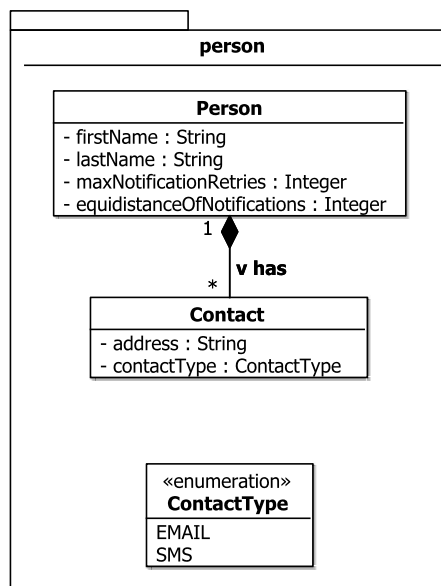 person
Person
- firstName : String
- lastName : String
- maxNotificationRetries : Integer
- equidistanceOfNotifications : Integer
1
v has
*
Contact
- address : String
- contactType : ContactType
«enumeration»
ContactType
EMAIL
SMS